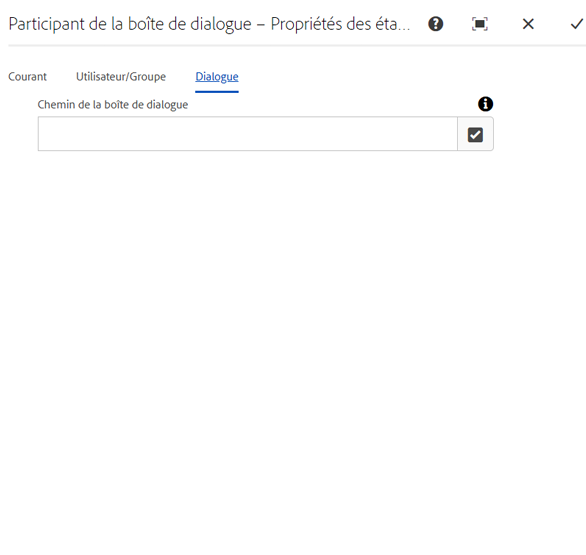 Participant de la boîte de dialogue – Propriétés des éta...
Courant
Utilisateur/Groupe
Dialogue
Chemin de la boîte de dialogue